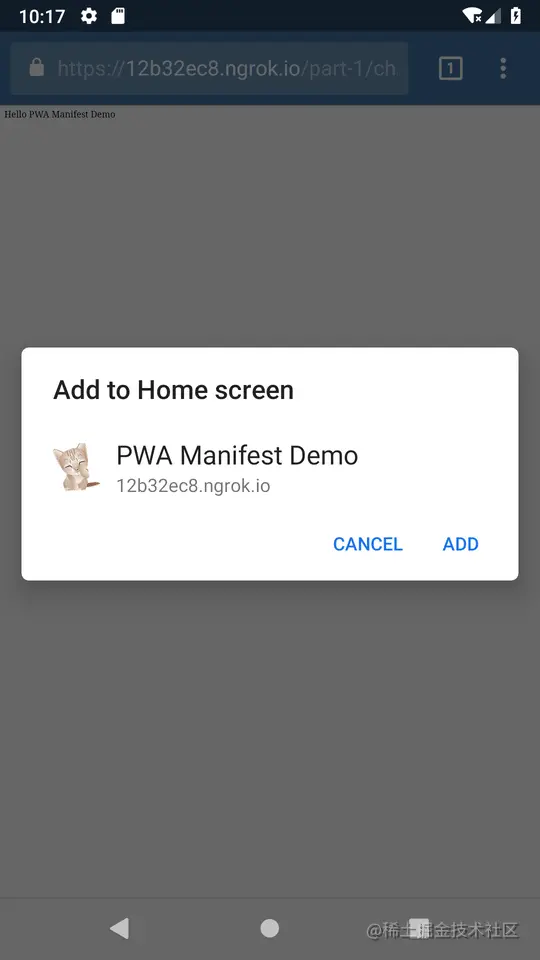 10:17
https://12b32ec8.ngrok.io/part-1/ch
1
Hello PWA Manifest Demo
Add to Home screen
PWA Manifest Demo
12b32ec8.ngrok.io
CANCEL ADD
@稀土掘金技术社区